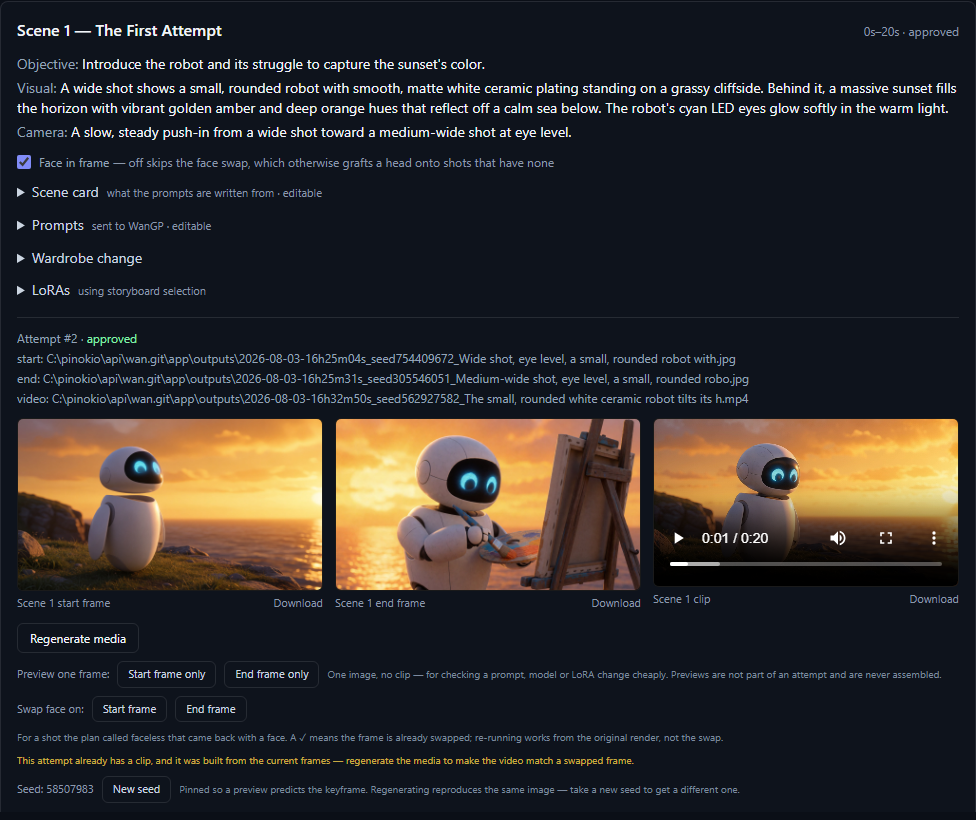 Scene 1 — The First Attempt
0s–20s · approved
Objective: Introduce the robot and its struggle to capture the sunset's color.
Visual: A wide shot shows a small, rounded robot with smooth, matte white ceramic plating standing on a grassy cliffside. Behind it, a massive sunset fills
the horizon with vibrant golden amber and deep orange hues that reflect off a calm sea below. The robot's cyan LED eyes glow softly in the warm light.
Camera: A slow, steady push-in from a wide shot toward a medium-wide shot at eye level.
Face in frame — off skips the face swap, which otherwise grafts a head onto shots that have none
Scene card what the prompts are written from · editable
Prompts sent to WanGP · editable
Wardrobe change
LoRAs using storyboard selection
Attempt #2 · approved
start: C:\pinokio\api\wan.git\app\outputs\2026-08-03-16h25m04s_seed754409672_Wide shot, eye level, a small, rounded robot with.jpg
end: C:\pinokio\api\wan.git\app\outputs\2026-08-03-16h25m31s_seed305546051_Medium-wide shot, eye level, a small, rounded robo.jpg
video: C:\pinokio\api\wan.git\app\outputs\2026-08-03-16h32m50s_seed562927582_The small, rounded white ceramic robot tilts its h.mp4
0:01 / 0:20
Scene 1 start frame Download
Scene 1 end frame Download
Scene 1 clip Download
Regenerate media
Preview one frame: Start frame only End frame only One image, no clip — for checking a prompt, model or LoRA change cheaply. Previews are not part of an attempt and are never assembled.
Swap face on: Start frame End frame
For a shot the plan called faceless that came back with a face. A ✓ means the frame is already swapped; re-running works from the original render, not the swap.
This attempt already has a clip, and it was built from the current frames — regenerate the media to make the video match a swapped frame.
Seed: 58507983 New seed Pinned so a preview predicts the keyframe. Regenerating reproduces the same image — take a new seed to get a different one.